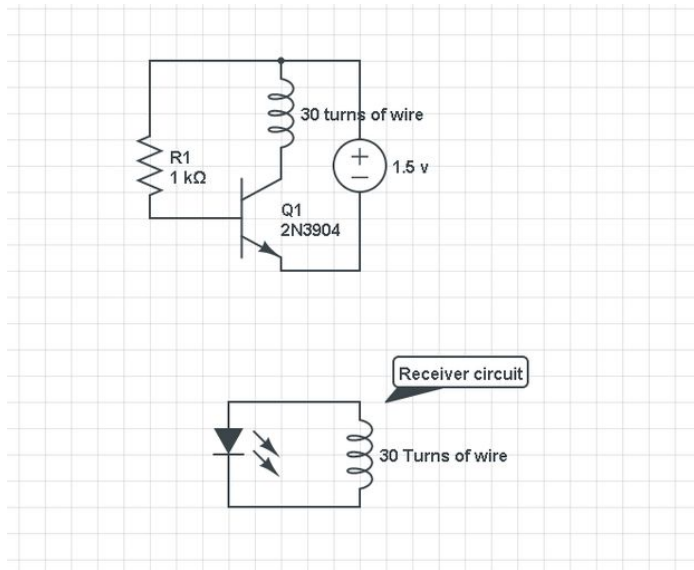 30 turns of wire
R1
1 kΩ
+
−
1.5 v
Q1
2N3904
Receiver circuit
30 Turns of wire